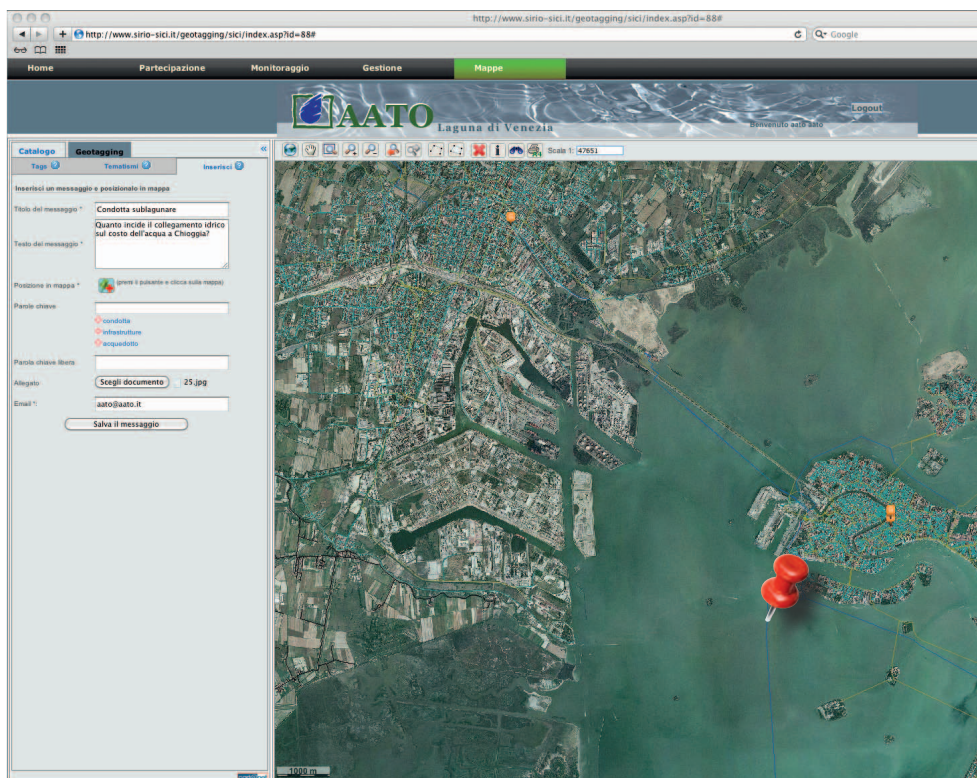 http://www.sirio-sici.it/geotagging/sici/index.asp?id=88#
http://www.sirio-sici.it/geotagging/sici/index.asp?id=88#
Google
Home Partecipazione Monitoraggio Gestione Mappe
AATO
Laguna di Venezia
Logout
Benvenuto aato aato
Catalogo Geotagging «
Tags ? Tematismi ? Inserisci ?
Scala 1: 47651
Inserisci un messaggio e posizionalo in mappa
Titolo del messaggio * Condotta sublagunare
Testo del messaggio * Quanto incide il collegamento idrico
sul costo dell'acqua a Chioggia?
Posizione in mappa * (premi il pulsante e clicca sulla mappa)
Parole chiave
condotta
infrastrutture
acquedotto
Parola chiave libera
Allegato Scegli documento 25.jpg
Email *: aato@aato.it
Salva il messaggio
1000 m